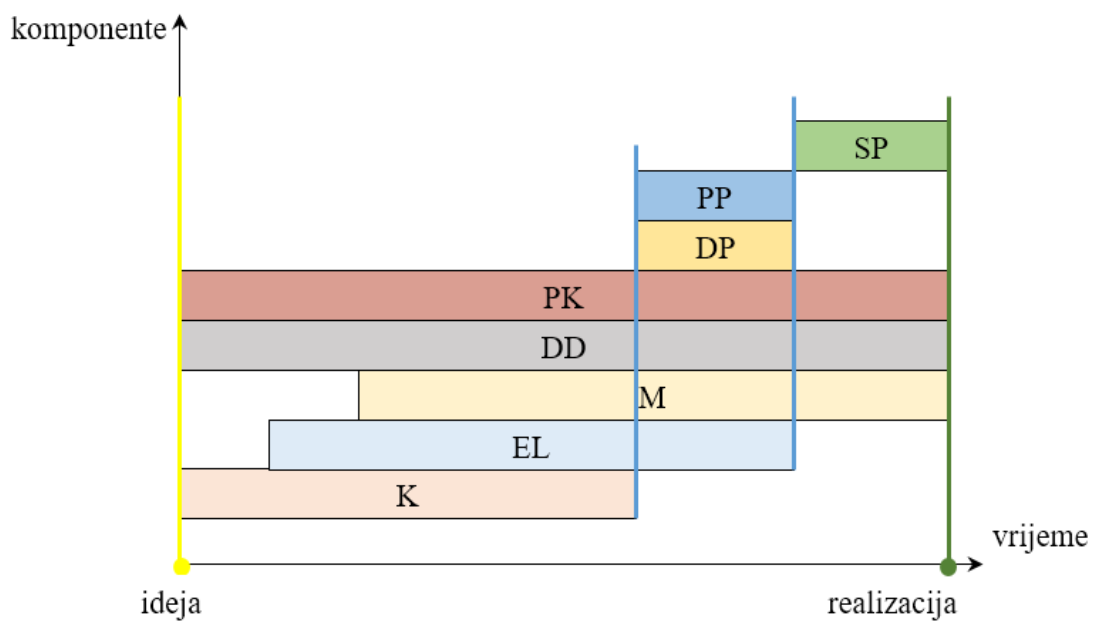 komponente
SP
PP
DP
PK
DD
M
EL
K
vrijeme
ideja
realizacija